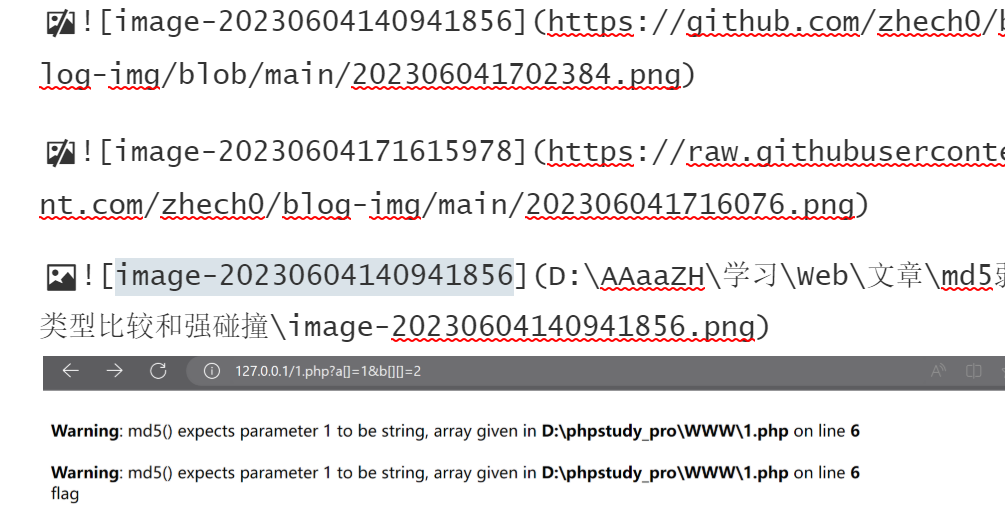 ![image-20230604140941856](https://github.com/zhech0/b
log-img/blob/main/202306041702384.png)
![image-20230604171615978](https://raw.githubuserconte
nt.com/zhech0/blog-img/main/202306041716076.png)
![image-20230604140941856](D:\AAaaZH\学习\Web\文章\md5弱
类型比较和强碰撞\image-20230604140941856.png)
127.0.0.1/1.php?a[]=1&b[][]=2
Warning: md5() expects parameter 1 to be string, array given in D:\phpstudy_pro\WWW\1.php on line 6
Warning: md5() expects parameter 1 to be string, array given in D:\phpstudy_pro\WWW\1.php on line 6
flag